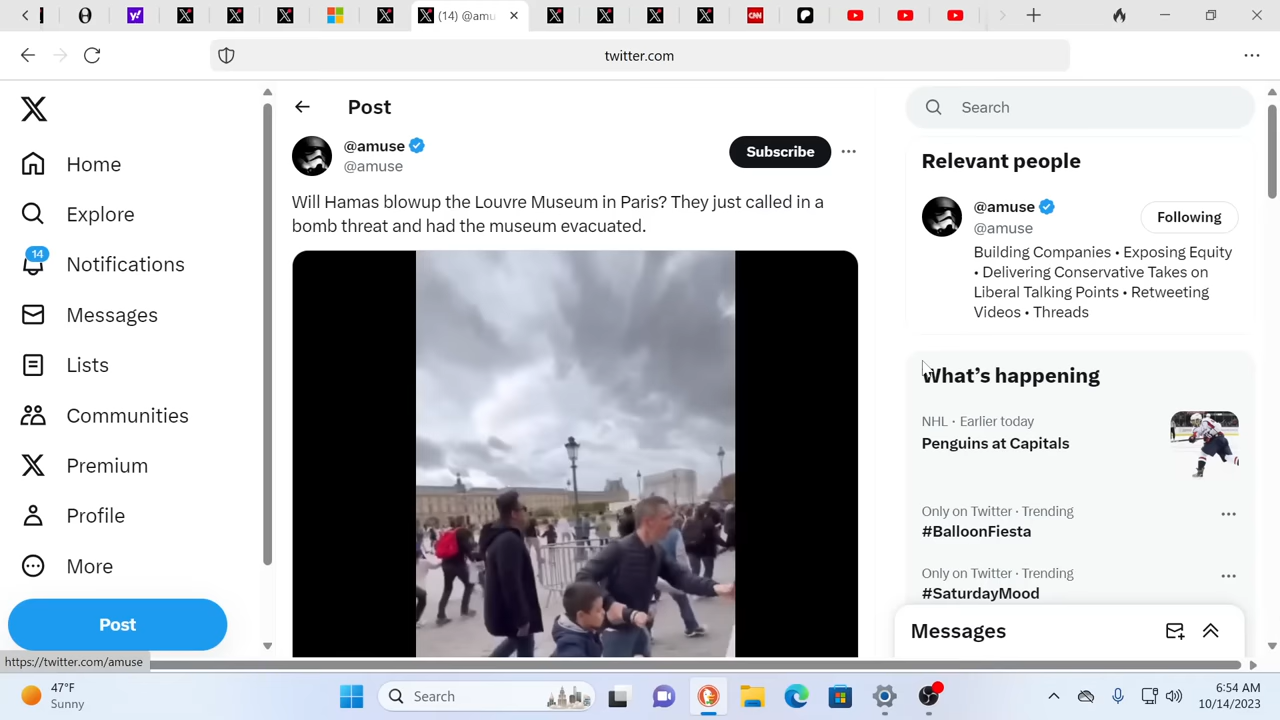 (14) @amu
CNN
twitter.com
Home
Explore
14
Notifications
Messages
Lists
Communities
Premium
Profile
More
Post
https://twitter.com/amuse
Post
@amuse
@amuse
Subscribe
Will Hamas blowup the Louvre Museum in Paris? They just called in a
bomb threat and had the museum evacuated.
Search
Relevant people
@amuse
@amuse
Following
Building Companies • Exposing Equity
• Delivering Conservative Takes on
Liberal Talking Points • Retweeting
Videos • Threads
What's happening
NHL · Earlier today
Penguins at Capitals
Only on Twitter · Trending
#BalloonFiesta
Only on Twitter · Trending
#SaturdayMood
Messages
47°F
Sunny
Search
6:54 AM
10/14/2023